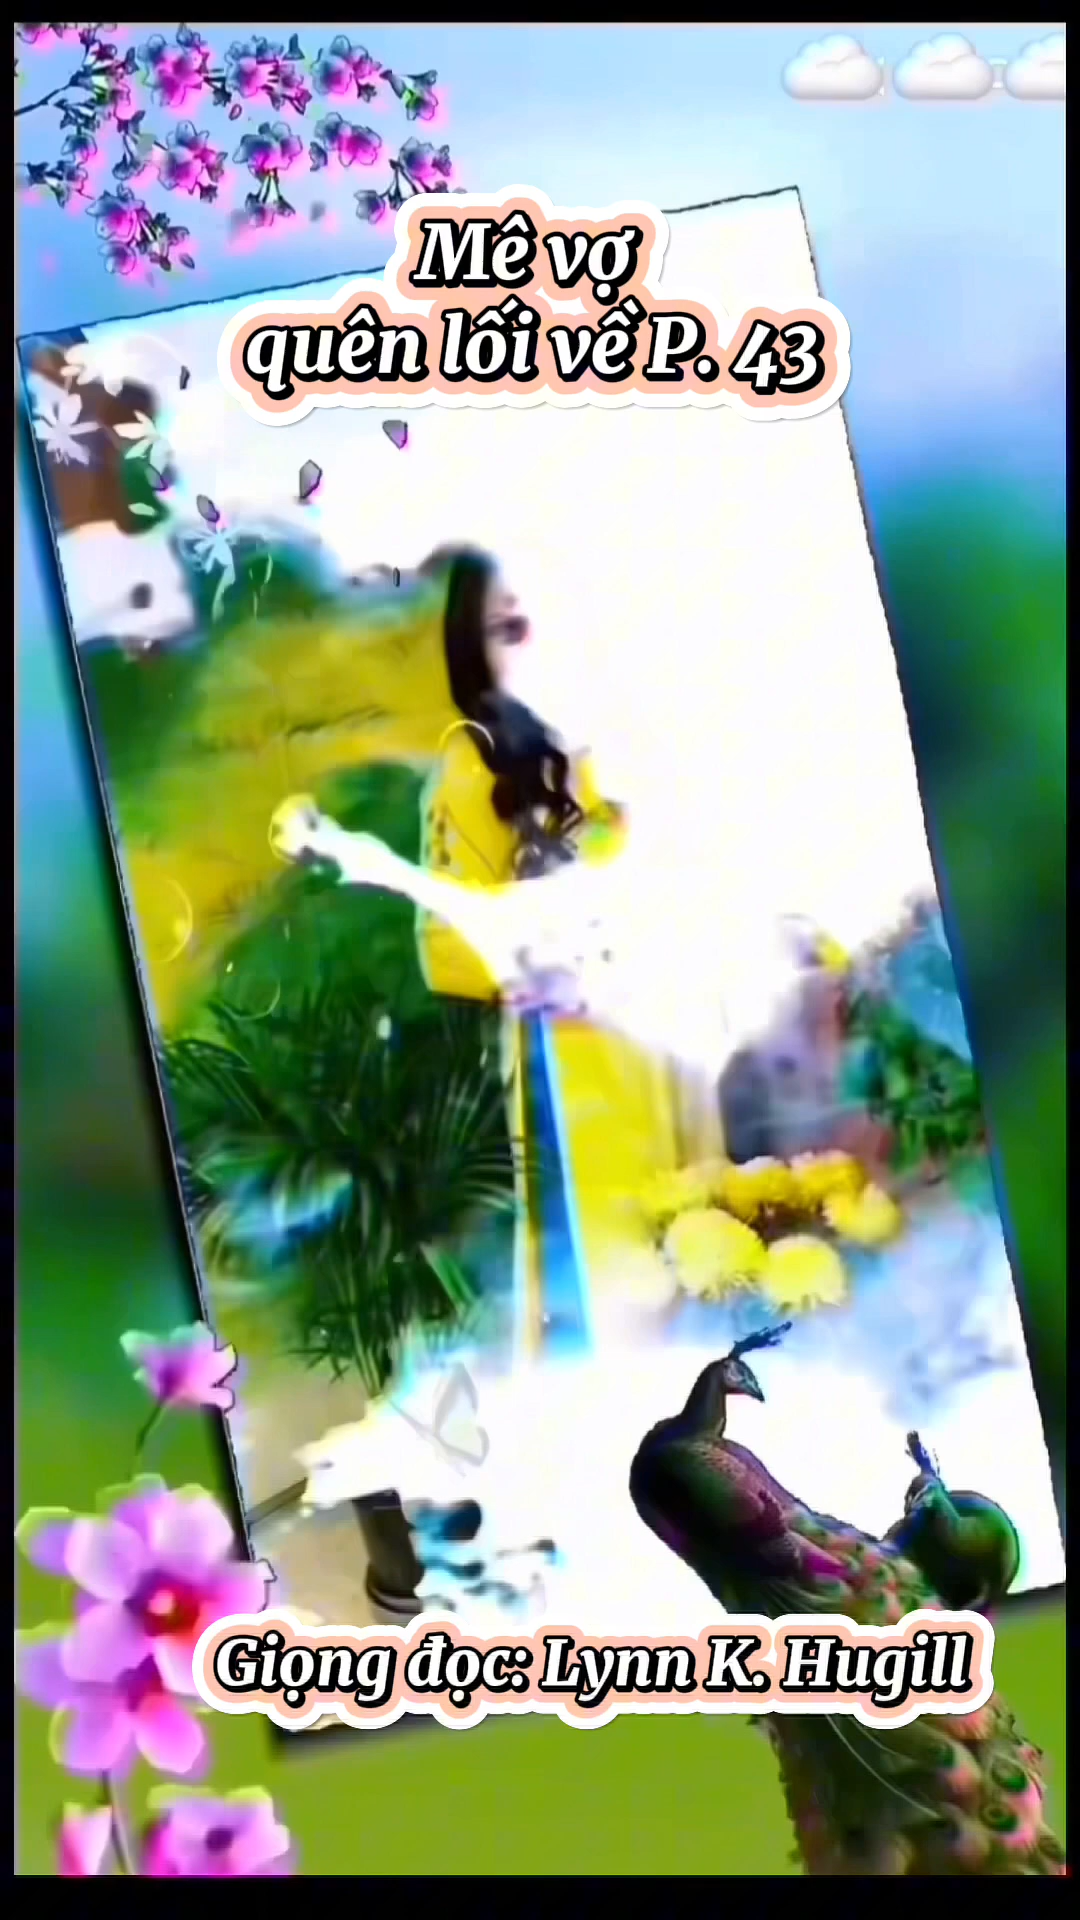 Mê vợ
quên lối về P. 43
Giọng đọc: Lynn K. Hugill